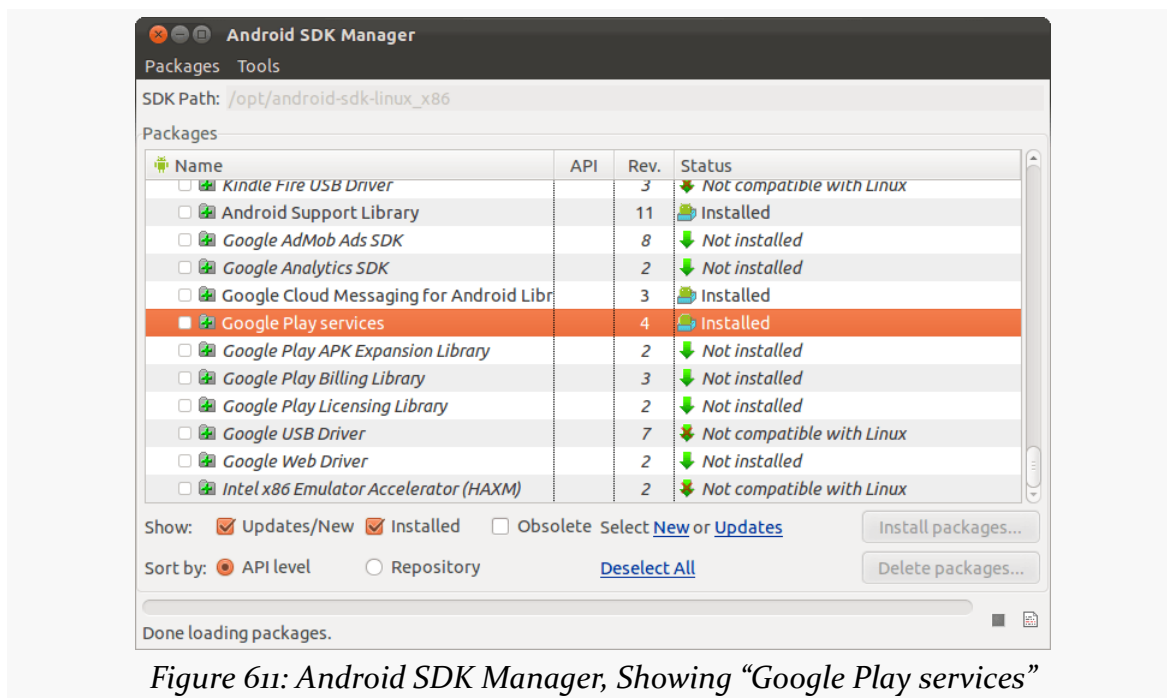 Android SDK Manager
Packages Tools
SDK Path: /opt/android-sdk-linux_x86
Packages
Name API Rev. Status
Kindle Fire USB Driver 3 Not compatible with Linux
Android Support Library 11 Installed
Google AdMob Ads SDK 8 Not installed
Google Analytics SDK 2 Not installed
Google Cloud Messaging for Android Libr 3 Installed
Google Play services 4 Installed
Google Play APK Expansion Library 2 Not installed
Google Play Billing Library 3 Not installed
Google Play Licensing Library 2 Not installed
Google USB Driver 7 Not compatible with Linux
Google Web Driver 2 Not installed
Intel x86 Emulator Accelerator (HAXM) 2 Not compatible with Linux
Show: Updates/New Installed Obsolete Select New or Updates Install packages...
Sort by: API level Repository Deselect All Delete packages...
Done loading packages.
Figure 611: Android SDK Manager, Showing “Google Play services”